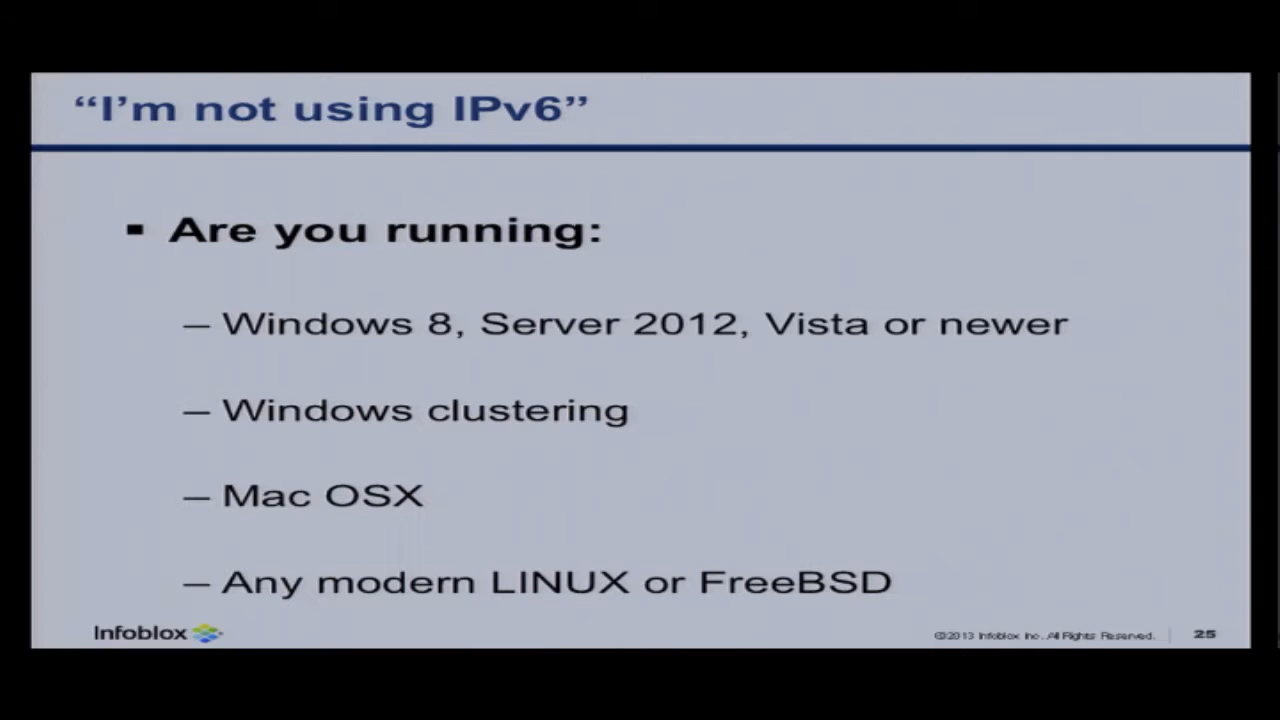 “I’m not using IPv6”
▪ Are you running:
– Windows 8, Server 2012, Vista or newer
– Windows clustering
– Mac OSX
– Any modern LINUX or FreeBSD
Infoblox
©2013 Infoblox Inc. All Rights Reserved. 25